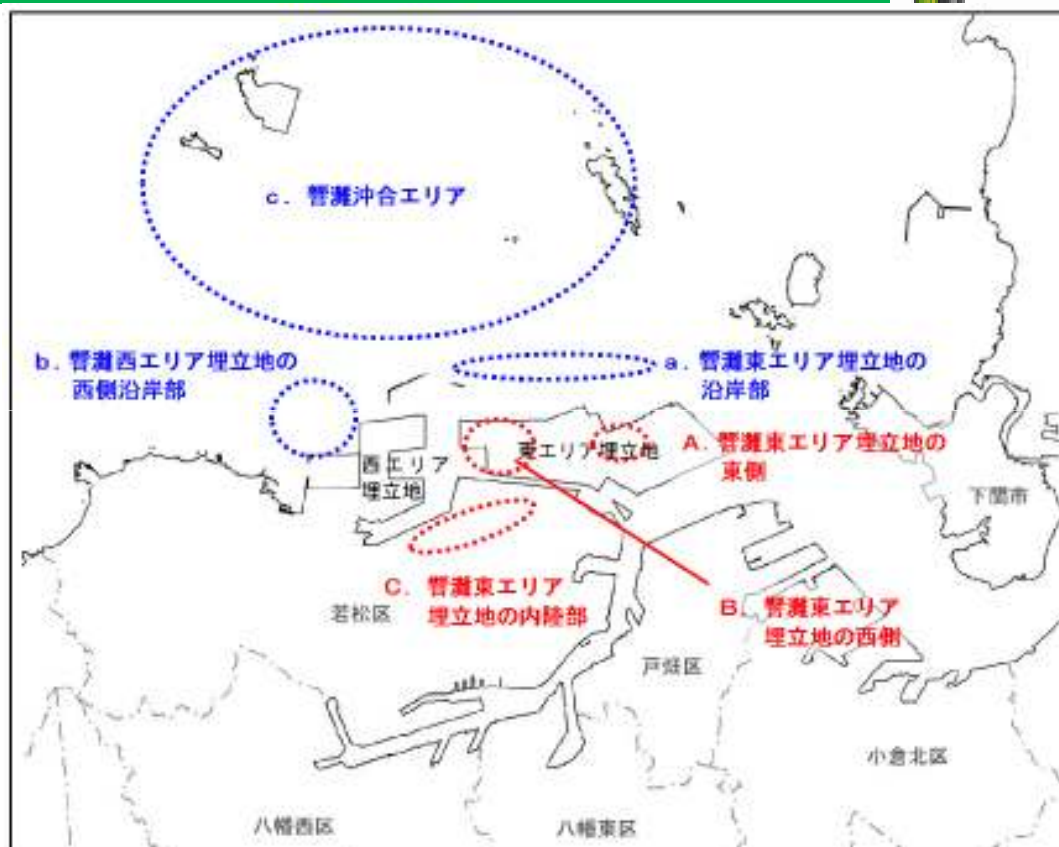 c．響灘沖合エリア
b．響灘西エリア埋立地の
西側沿岸部
a．響灘東エリア埋立地の
沿岸部
A．響灘東エリア埋立地の
東側
東エリア埋立地
西エリア
埋立地
下関市
C．響灘東エリア
埋立地の内陸部
B．響灘東エリア
埋立地の西側
若松区
戸畑区
小倉北区
八幡西区
八幡東区